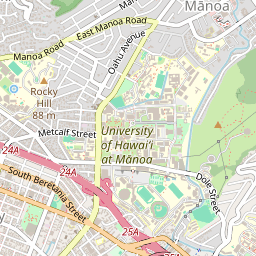 Mānoa
East Manoa Road
Manoa Road
Oahu Avenue
Rocky
Hill
88 m
Metcalf Street
University
of Hawaiʻi
at Mānoa
24A
24A
South Beretania Street
Dole Street
25A
25A